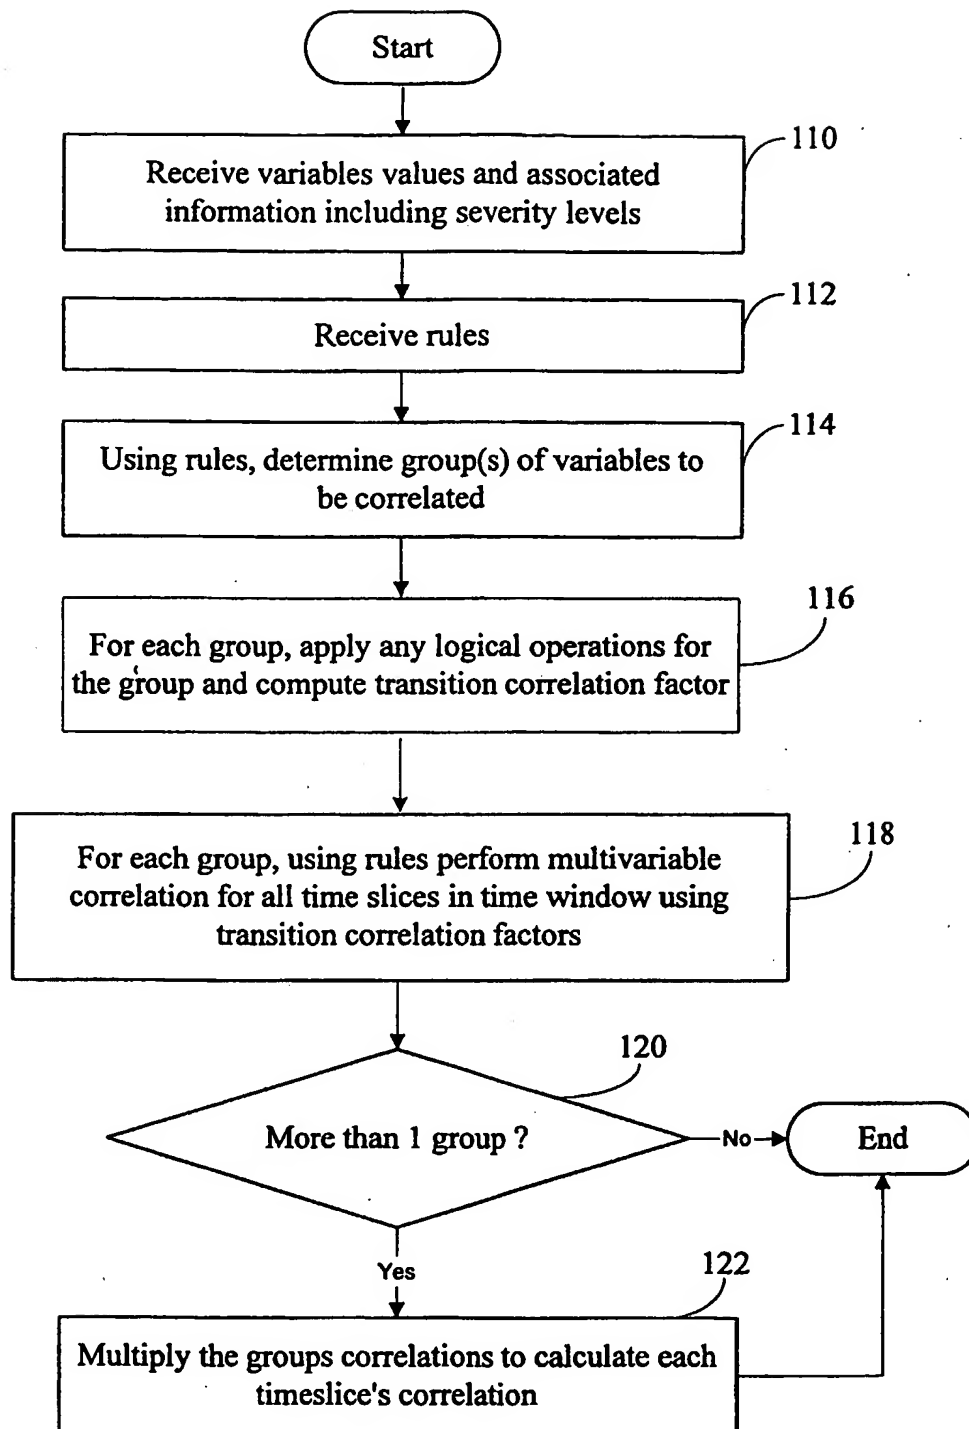 Start
110
Receive variables values and associated
information including severity levels
112
Receive rules
114
Using rules, determine group(s) of variables to
be correlated
116
For each group, apply any logical operations for
the group and compute transition correlation factor
118
For each group, using rules perform multivariable
correlation for all time slices in time window using
transition correlation factors
120
More than 1 group ?
No
End
Yes
122
Multiply the groups correlations to calculate each
timeslice's correlation